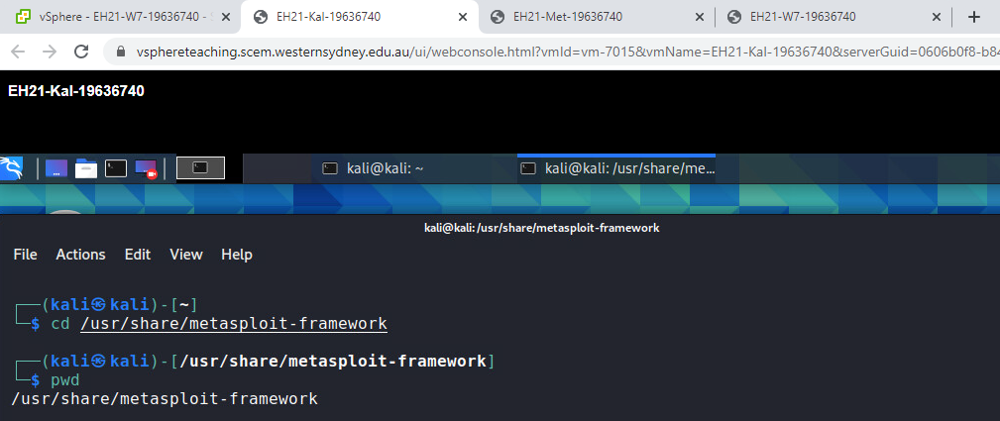 vSphere - EH21-W7-19636740 -
EH21-Kal-19636740
EH21-Met-19636740
EH21-W7-19636740
vsphereteaching.scem.westernsydney.edu.au/ui/webconsole.html?vmId=vm-7015&vmName=EH21-Kal-19636740&serverGuid=0606b0f8-b84
EH21-Kal-19636740
kali@kali: ~
kali@kali: /usr/share/me...
kali@kali: /usr/share/metasploit-framework
File Actions Edit View Help
┌──(kali㉿kali)-[~]
└─$ cd /usr/share/metasploit-framework
┌──(kali㉿kali)-[/usr/share/metasploit-framework]
└─$ pwd
/usr/share/metasploit-framework